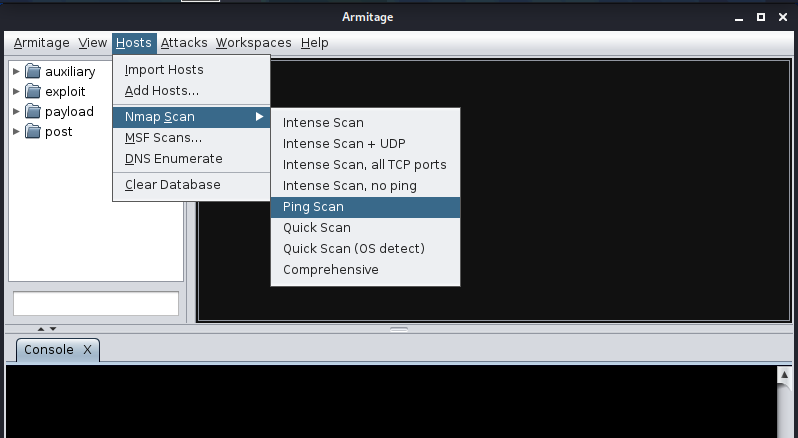 Armitage
Armitage View Hosts Attacks Workspaces Help
auxiliary
exploit
payload
post
Import Hosts
Add Hosts...
Nmap Scan
MSF Scans...
DNS Enumerate
Clear Database
Intense Scan
Intense Scan + UDP
Intense Scan, all TCP ports
Intense Scan, no ping
Ping Scan
Quick Scan
Quick Scan (OS detect)
Comprehensive
Console X